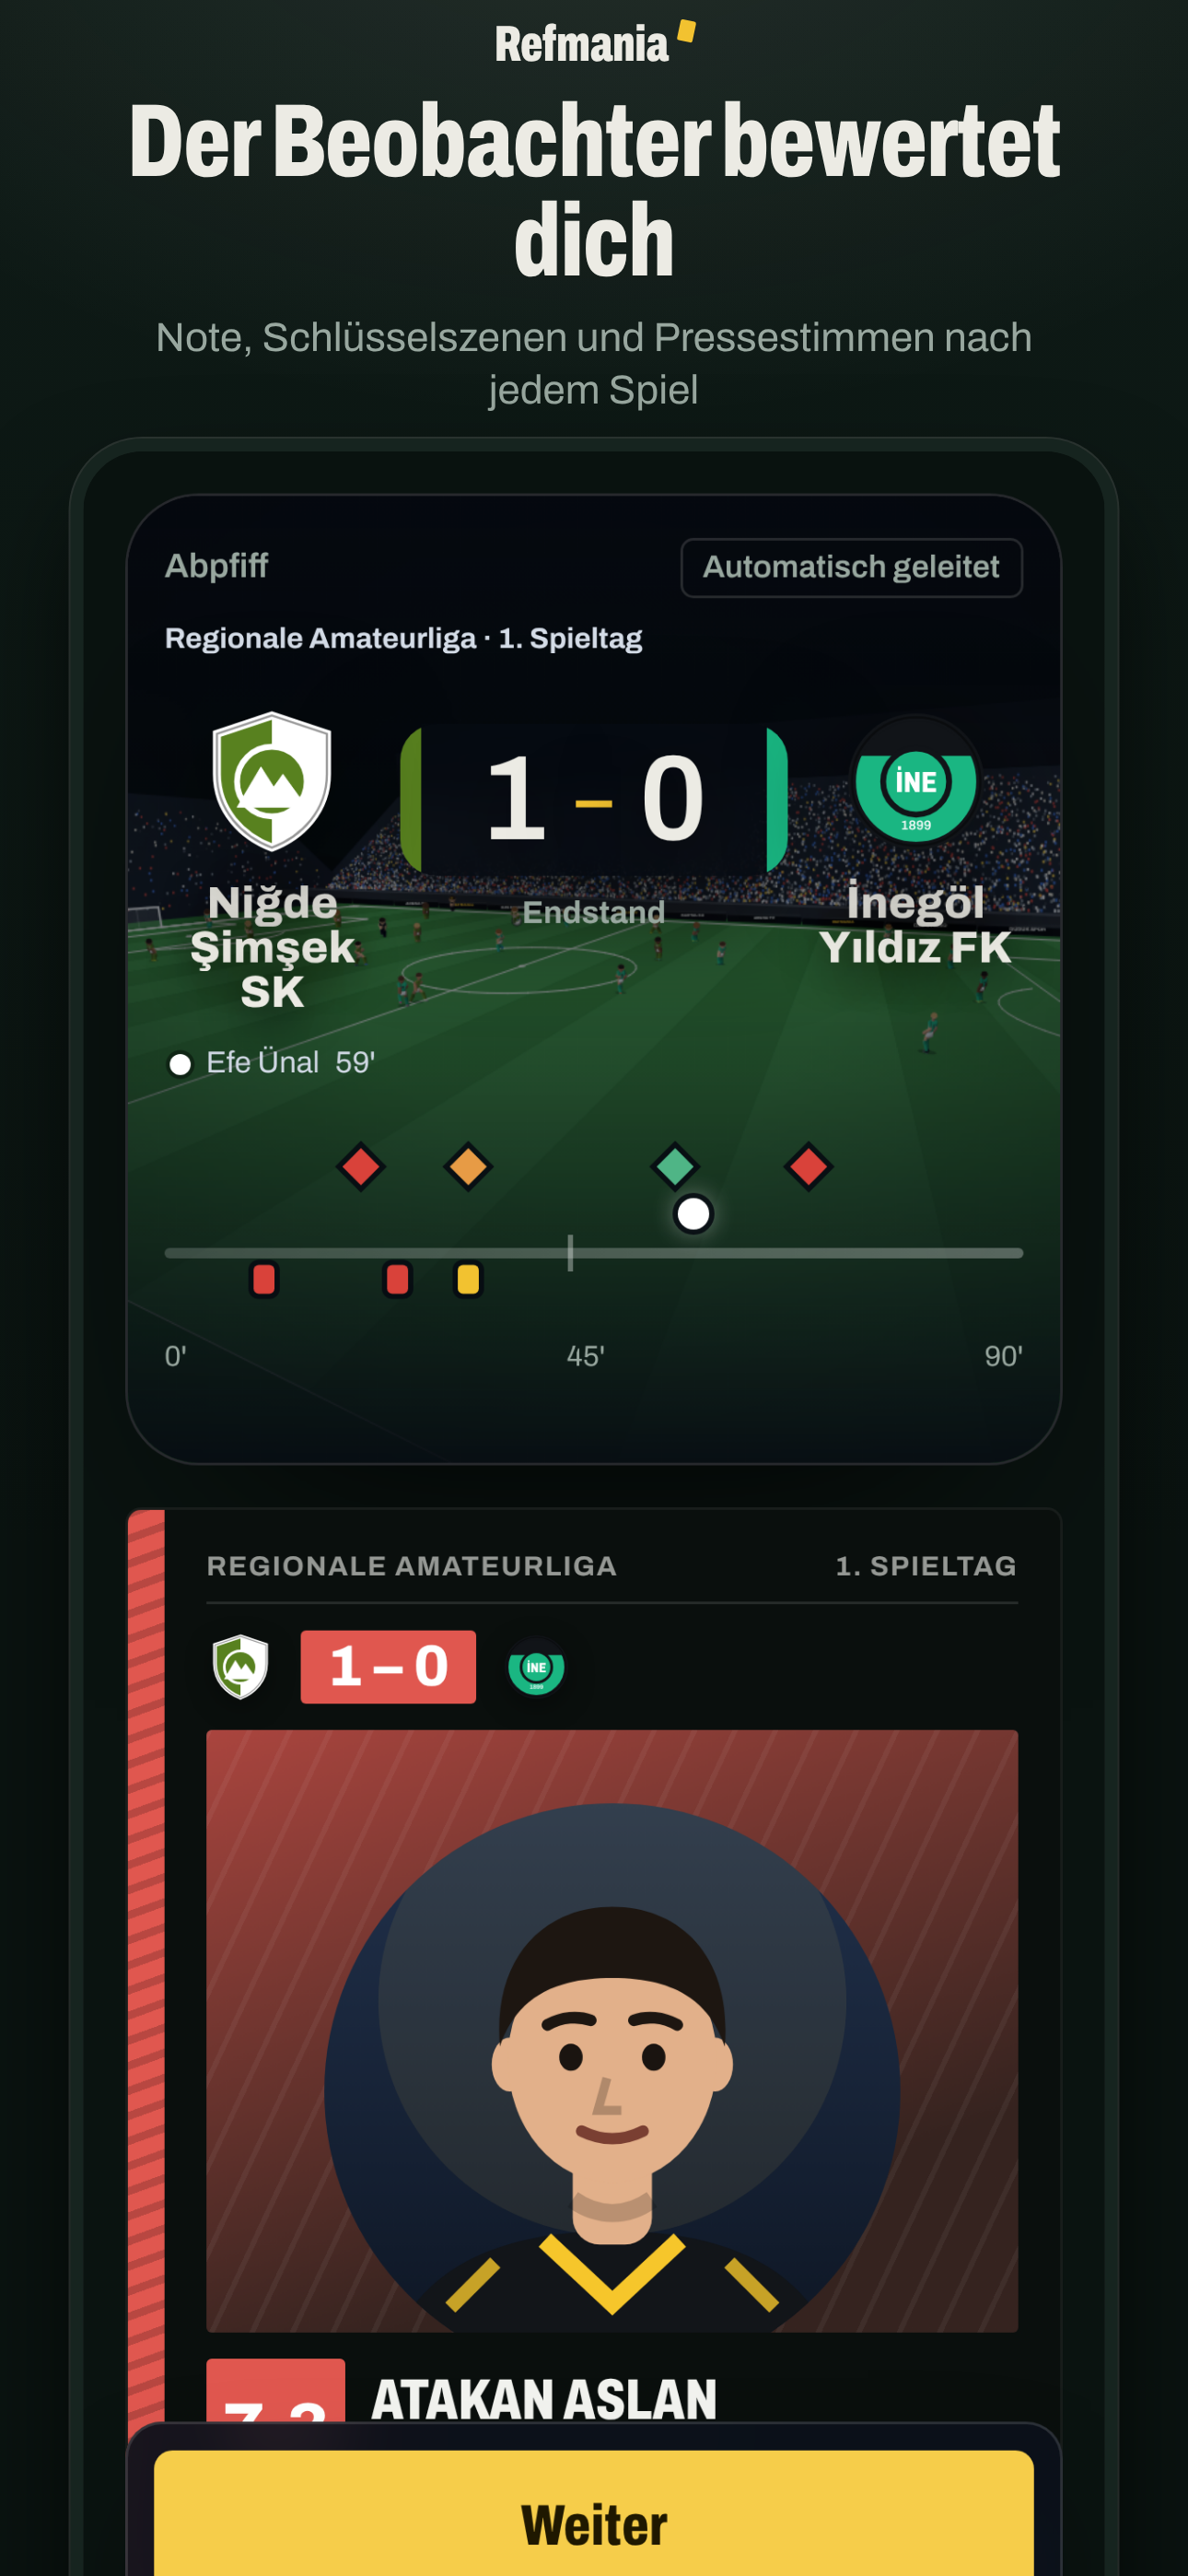 Refmania
Der Beobachter bewertet
dich
Note, Schlüsselszenen und Pressestimmen nach
jedem Spiel
Abpfiff
Automatisch geleitet
Regionale Amateurliga · 1. Spieltag
1 – 0
İNE
1899
Niğde
Şimşek
SK
Endstand
İnegöl
Yıldız FK
Efe Ünal 59'
0'
45'
90'
REGIONALE AMATEURLIGA
1. SPIELTAG
1 – 0
İNE
1899
ATAKAN ASLAN
Weiter